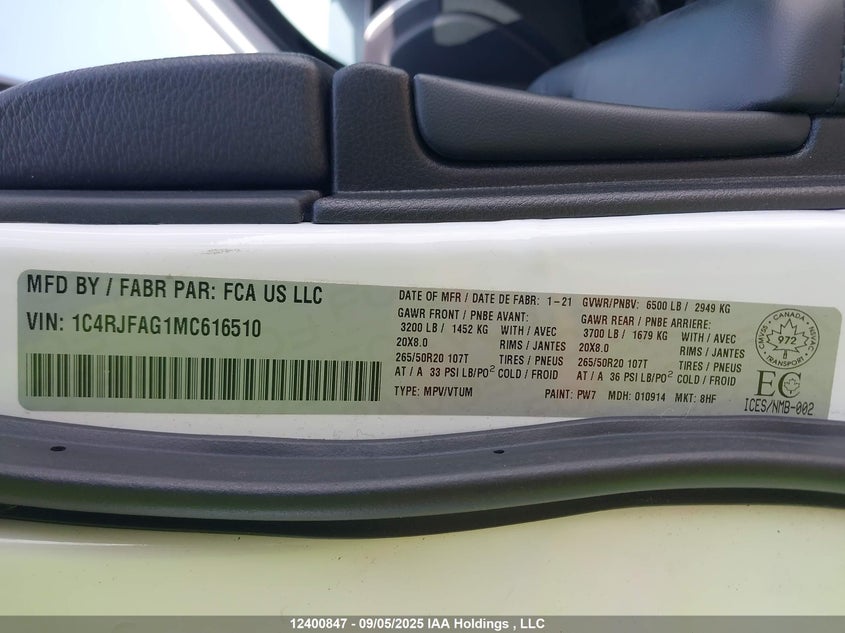 MFD BY / FABR PAR: FCA US LLC
VIN: 1C4RJFAG1MC616510
DATE OF MFR / DATE DE FABR: 1-21 GVWR/PNBV: 6500 LB / 2949 KG
GAWR FRONT / PNBE AVANT: GAWR REAR / PNBE ARRIERE:
3200 LB / 1452 KG WITH / AVEC 3700 LB / 1679 KG WITH / AVEC
20X8.0 RIMS / JANTES 20X8.0 RIMS / JANTES
265/50R20 107T TIRES / PNEUS 265/50R20 107T TIRES / PNEUS
AT / A 33 PSI LB/PO² COLD / FROID AT / A 36 PSI LB/PO² COLD / FROID
TYPE: MPV/VTUM PAINT: PW7 MDH: 010914 MKT: 8HF
CANADA
972
TRANSPORT
EC
ICES/NMB-002
12400847 - 09/05/2025 IAA Holdings , LLC